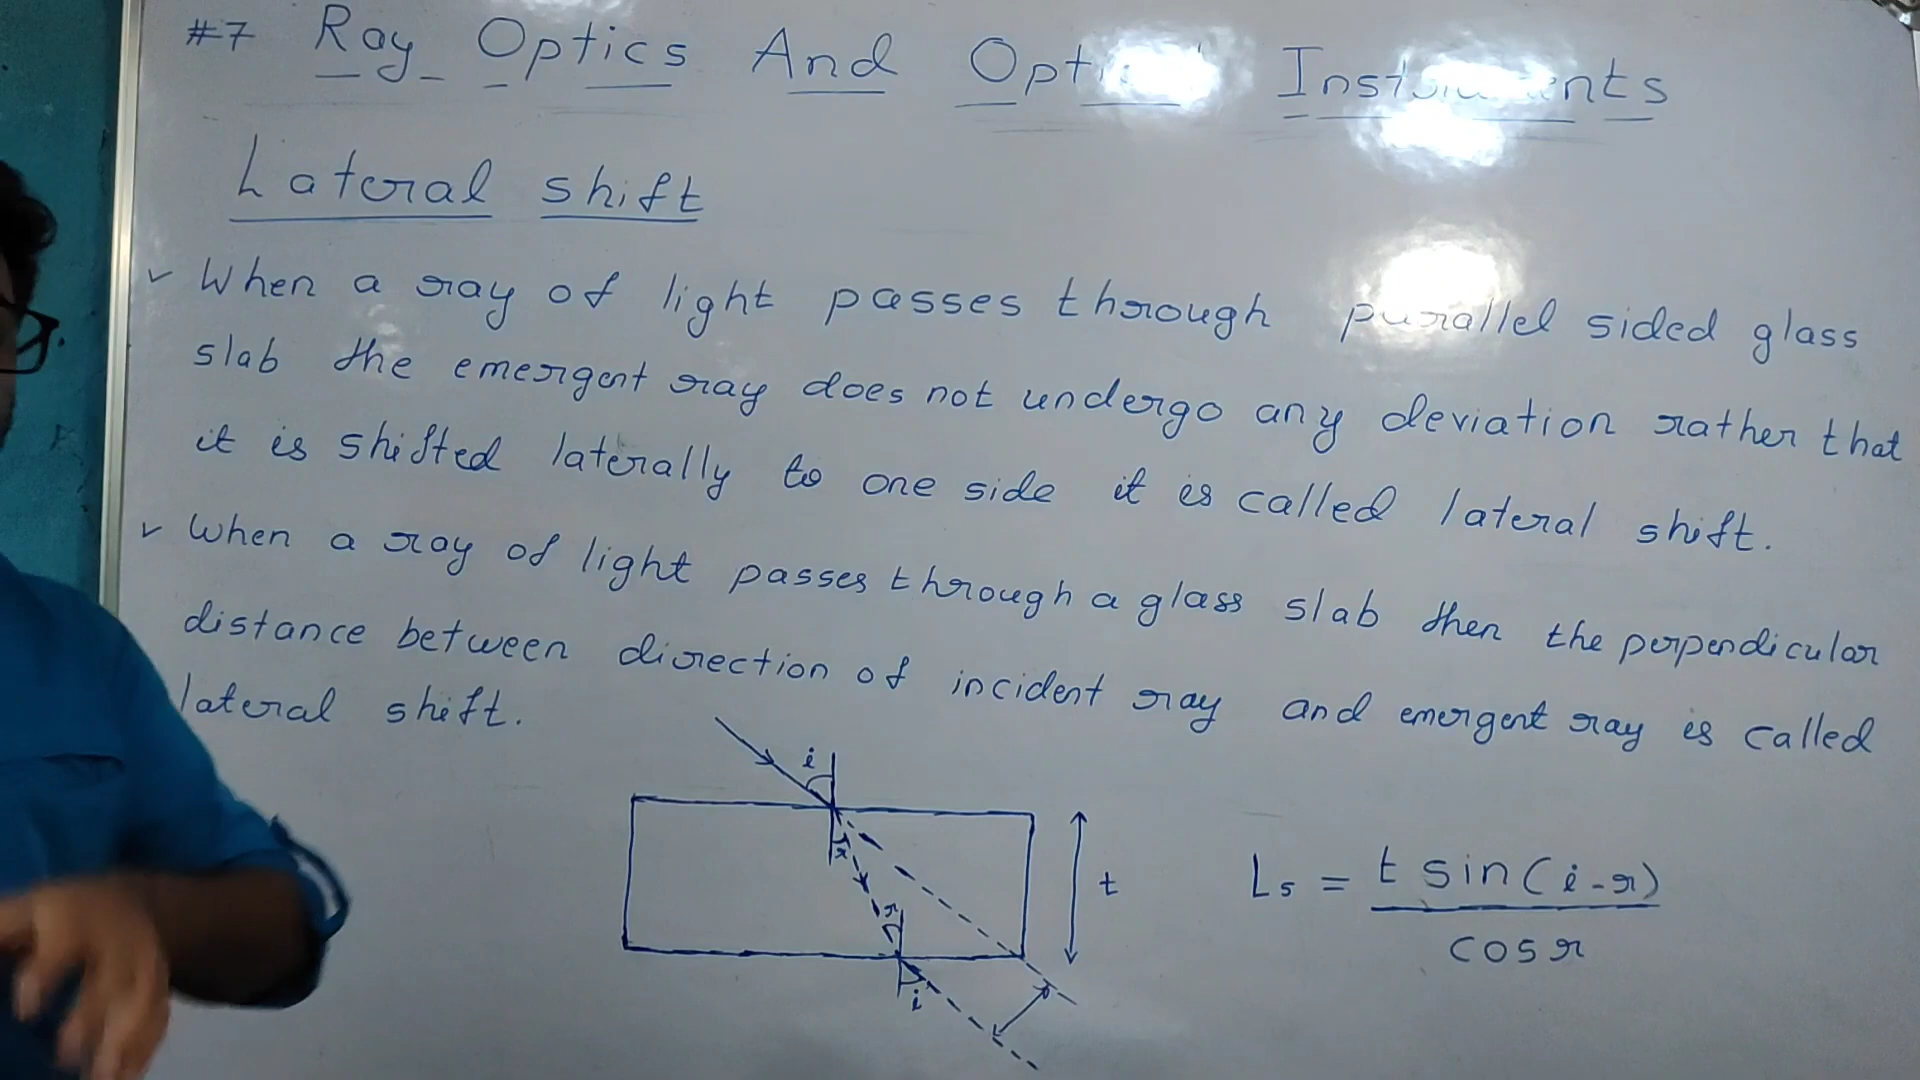 #7 Ray Optics And Instruments
Lateral shift
✓ When a ray of light passes through parallel sided glass
slab the emergent ray does not undergo any deviation rather that
it is shifted laterally to one side it is called lateral shift.
✓ When a ray of light passes through a glass slab then the perpendicular
distance between direction of incident ray and emergent ray is called
lateral shift.
i
r
t
r
i
Ls = t sin(i-r)
cos r